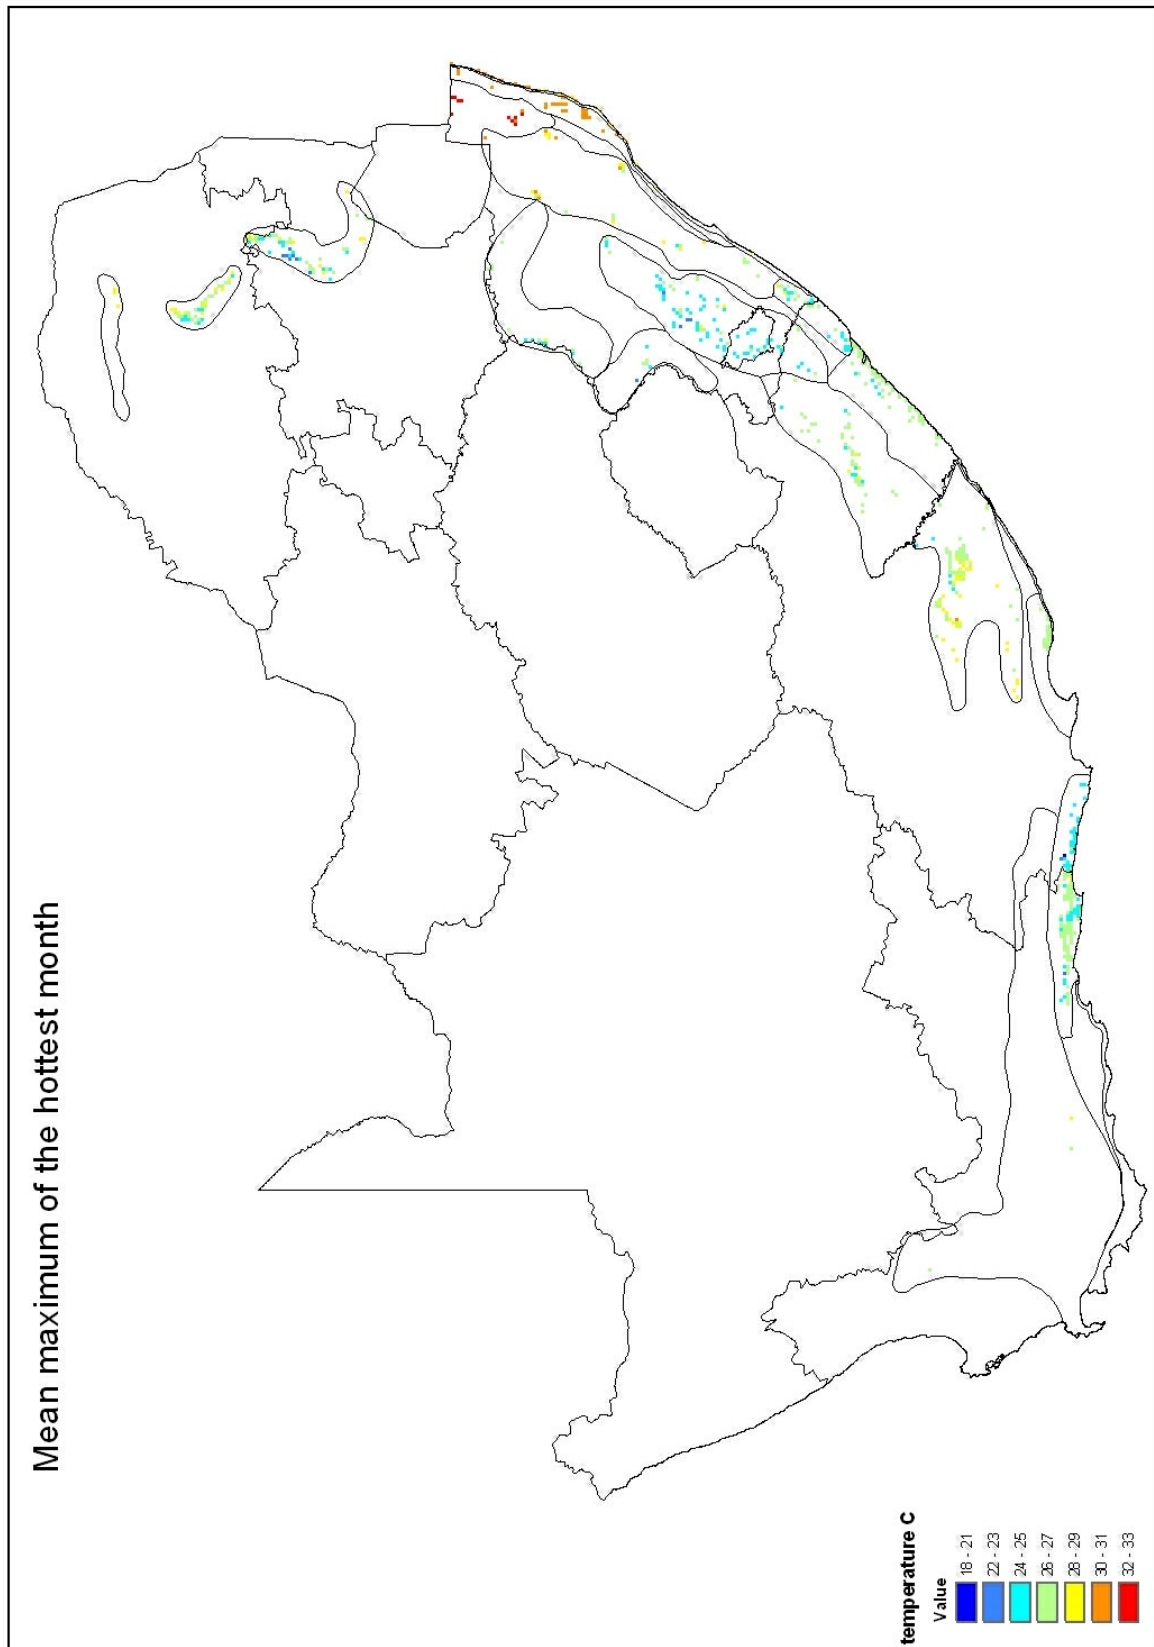 Mean maximum of the hottest month
temperature C
Value
18 - 21
22 - 23
24 - 25
26 - 27
28 - 29
30 - 31
32 - 33